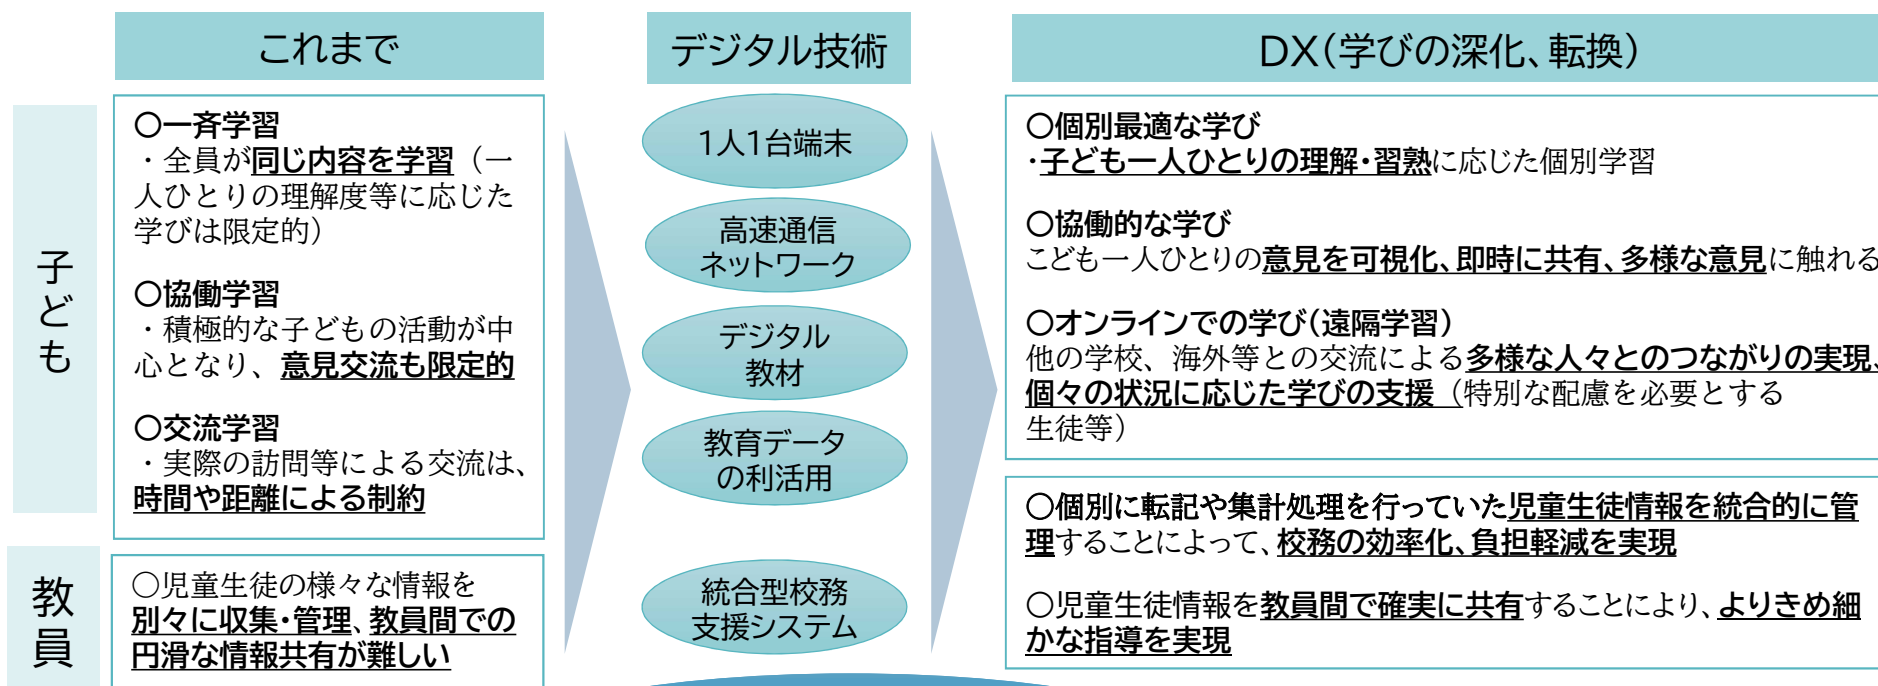 これまで
デジタル技術
DX(学びの深化、転換)
子ども
〇一斉学習
・全員が同じ内容を学習（一
人ひとりの理解度等に応じた
学びは限定的）
〇協働学習
・積極的な子どもの活動が中
心となり、意見交流も限定的
〇交流学習
・実際の訪問等による交流は、
時間や距離による制約
教員
〇児童生徒の様々な情報を
別々に収集・管理、教員間での
円滑な情報共有が難しい
1人1台端末
高速通信
ネットワーク
デジタル
教材
教育データ
の利活用
統合型校務
支援システム
〇個別最適な学び
・子ども一人ひとりの理解・習熟に応じた個別学習
〇協働的な学び
こども一人ひとりの意見を可視化、即時に共有、多様な意見に触れる
〇オンラインでの学び(遠隔学習)
他の学校、海外等との交流による多様な人々とのつながりの実現、
個々の状況に応じた学びの支援（特別な配慮を必要とする
生徒等）
〇個別に転記や集計処理を行っていた児童生徒情報を統合的に管
理することによって、校務の効率化、負担軽減を実現
〇児童生徒情報を教員間で確実に共有することにより、よりきめ細
かな指導を実現